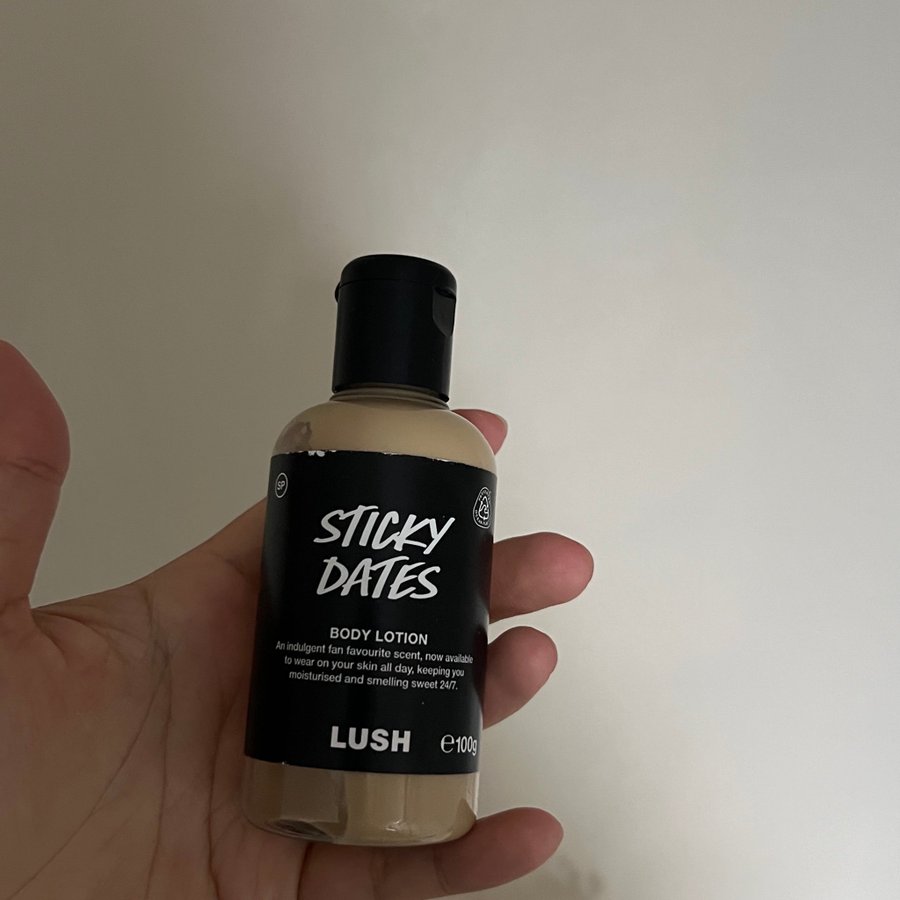 SP
STICKY
DATES
BODY LOTION
An indulgent fan favourite scent, now available
to wear on your skin all day, keeping you
moisturised and smelling sweet 24/7.
LUSH
℮100g